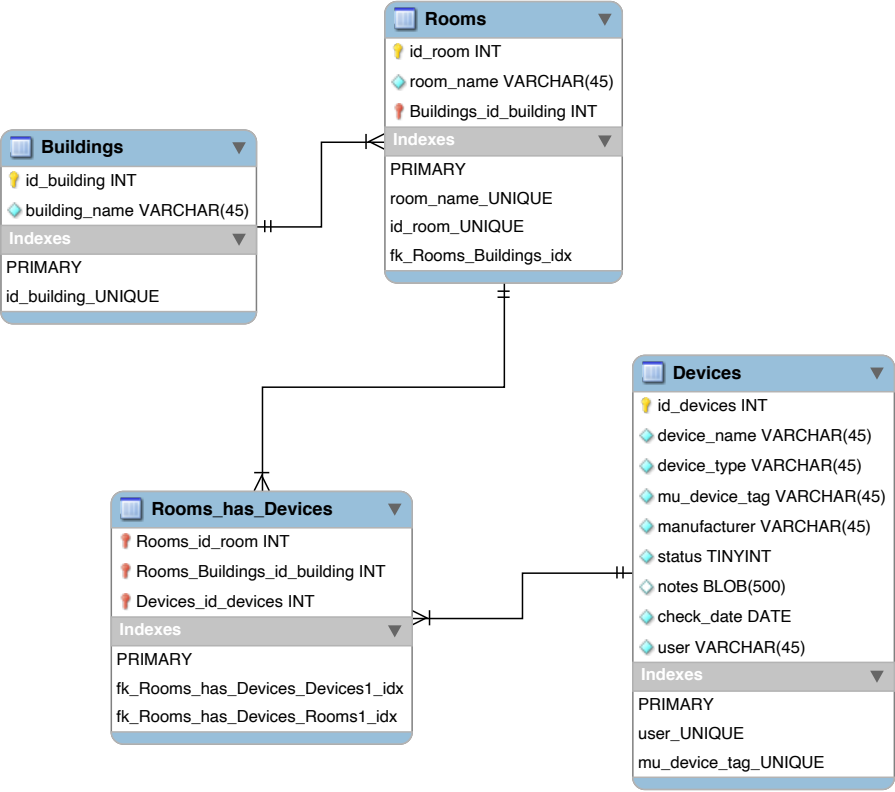 Rooms
id_room INT
room_name VARCHAR(45)
Buildings_id_building INT
Indexes
PRIMARY
room_name_UNIQUE
id_room_UNIQUE
fk_Rooms_Buildings_idx
Buildings
id_building INT
building_name VARCHAR(45)
Indexes
PRIMARY
id_building_UNIQUE
Devices
id_devices INT
device_name VARCHAR(45)
device_type VARCHAR(45)
mu_device_tag VARCHAR(45)
manufacturer VARCHAR(45)
status TINYINT
notes BLOB(500)
check_date DATE
user VARCHAR(45)
Indexes
PRIMARY
user_UNIQUE
mu_device_tag_UNIQUE
Rooms_has_Devices
Rooms_id_room INT
Rooms_Buildings_id_building INT
Devices_id_devices INT
Indexes
PRIMARY
fk_Rooms_has_Devices_Devices1_idx
fk_Rooms_has_Devices_Rooms1_idx